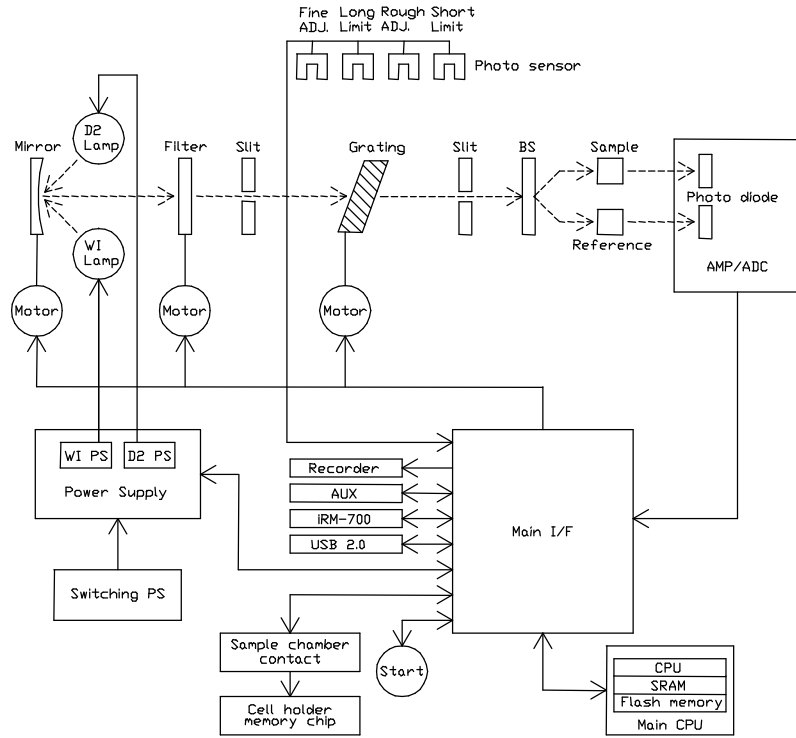 Fine Long Rough Short
ADJ. Limit ADJ. Limit
Photo sensor
D2
Lamp
Mirror
Filter
Slit
Grating
Slit
BS
Sample
Photo diode
WI
Lamp
Reference
AMP/ADC
Motor
Motor
Motor
WI PS
D2 PS
Power Supply
Recorder
AUX
iRM-700
USB 2.0
Main I/F
Switching PS
Sample chamber
contact
Start
Cell holder
memory chip
CPU
SRAM
Flash memory
Main CPU